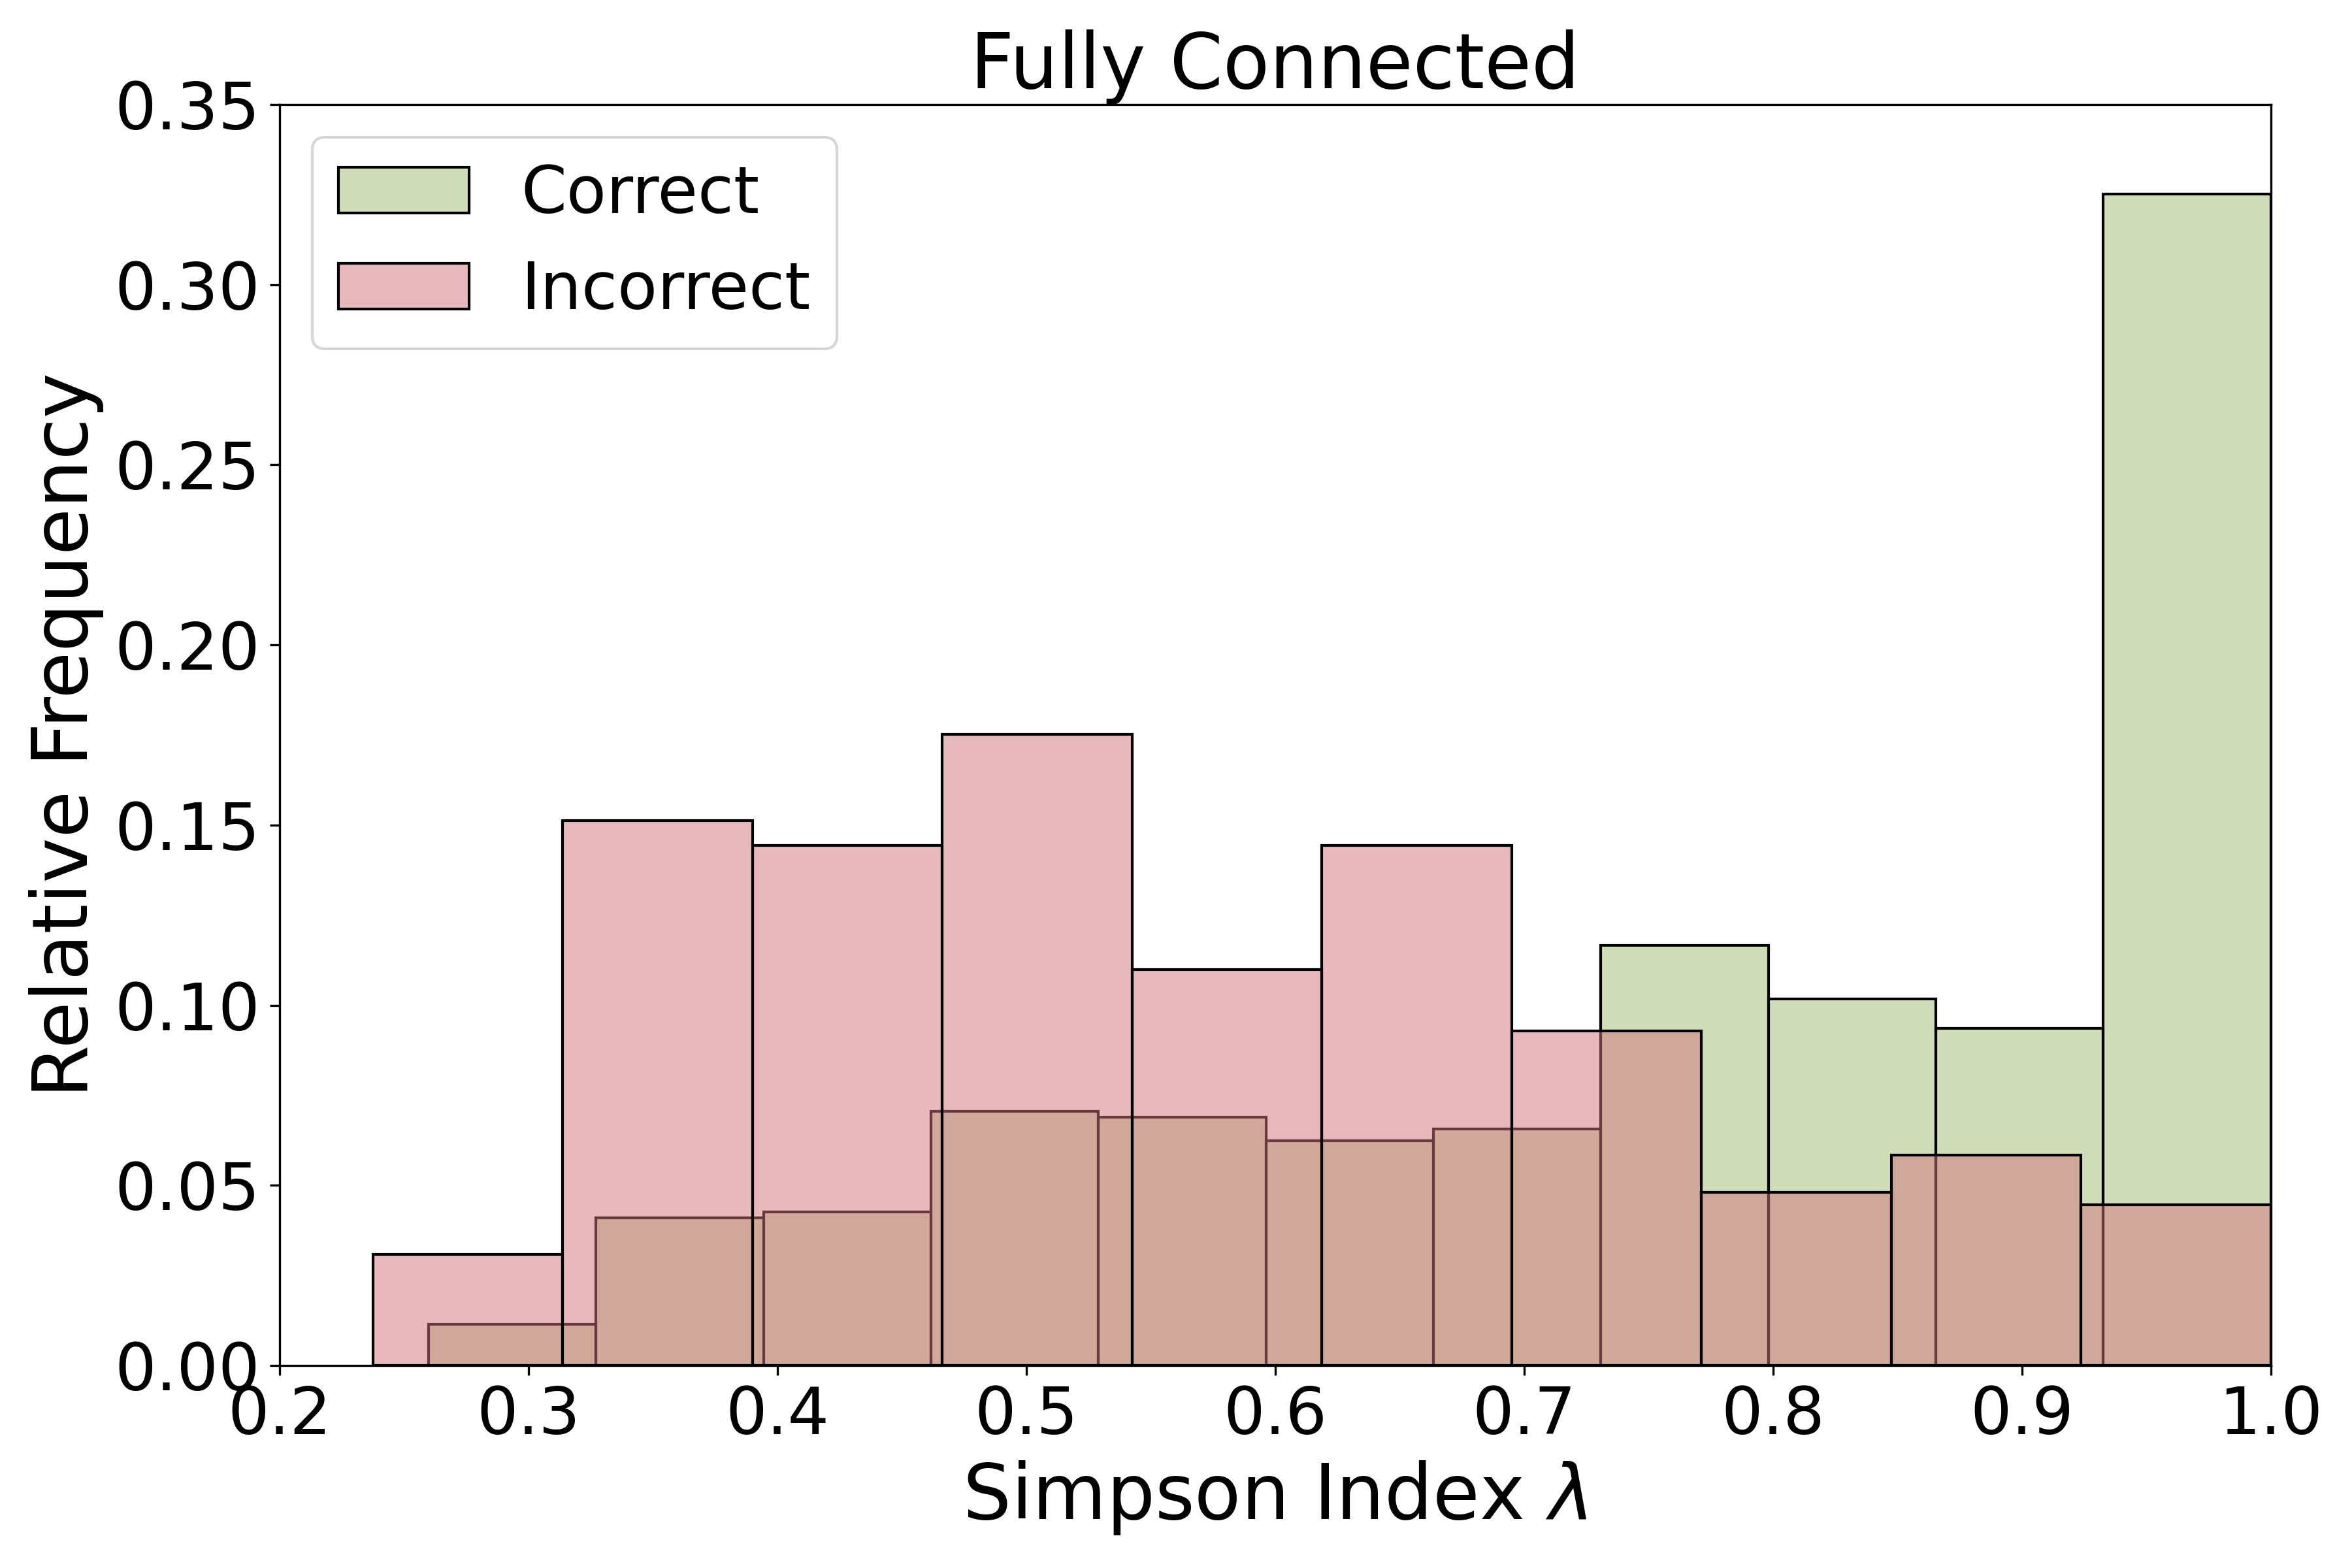 Fully Connected
Correct
Incorrect
Relative Frequency
0.35
0.30
0.25
0.20
0.15
0.10
0.05
0.00
0.2 0.3 0.4 0.5 0.6 0.7 0.8 0.9 1.0
Simpson Index λ